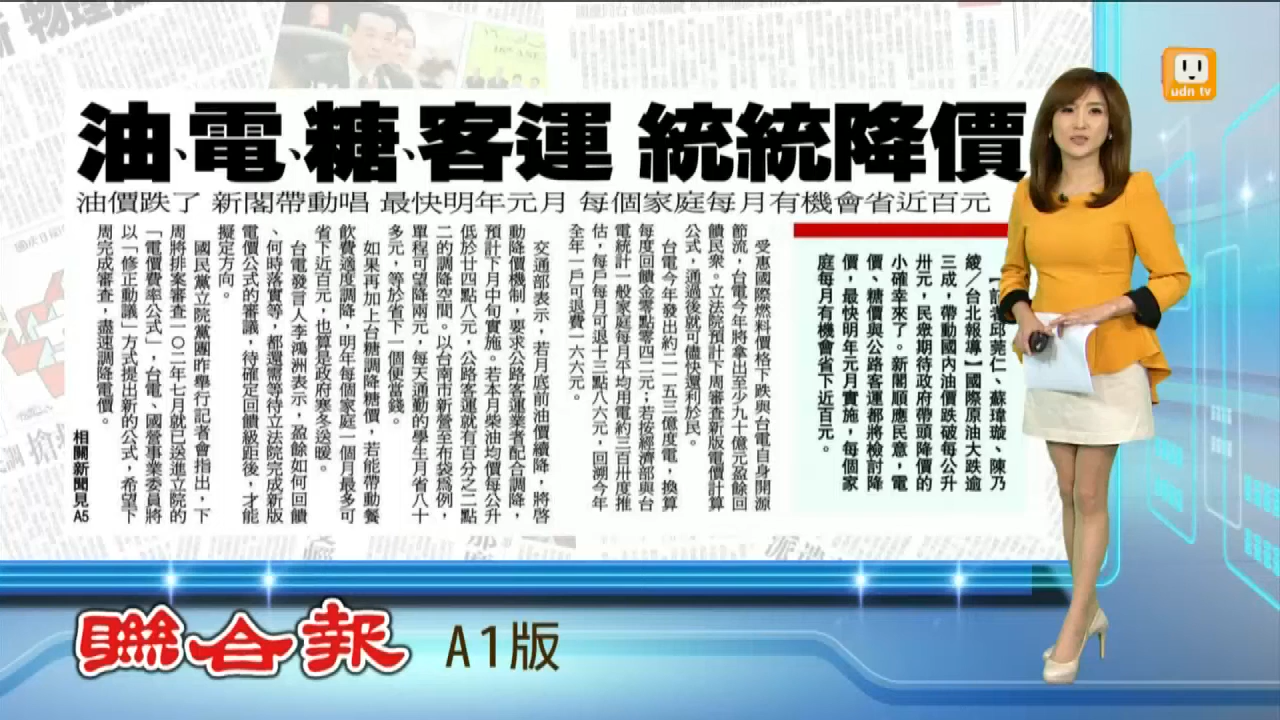 油、電、糖、客運 統統降價
油價跌了 新閣帶動唱 最快明年元月 每個家庭每月有機會省近百元
【記者邱莞仁、蘇瑋璇、陳乃
綾／台北報導】國際原油大跌逾
三成，帶動國內油價跌破每公升
卅元，民眾期待政府帶頭降價的
小確幸來了。新閣順應民意，電
價、糖價與公路客運都將檢討降
價，最快明年元月實施，每個家
庭每月有機會省下近百元。
受惠國際燃料價格下跌與台電自身開源
節流，台電今年將拿出至少九十億元盈餘回
饋民眾。立法院預計下周審查新版電價計算
公式，通過後就可儘快還利於民。
台電今年發出約二一五三億度電，換算
每度回饋金零點零四二元；若按經濟部與台
電統計一般家庭每月平均用電約三百卅度推
估，每戶每月可退十三點八六元，回溯今年
全年一戶可退費一六六元。
交通部表示，若月底前油價續降，將啓
動降價機制，要求公路客運業者配合調降，
預計下月中旬實施。若本月柴油均價每公升
低於廿四點八元，公路客運就有百分之二點
二的調降空間。以台南市新營至布袋為例，
單程可望降兩元，每天通勤的學生月省八十
多元，等於省下一個便當錢。
如果再加上台糖調降糖價，若能帶動餐
飲費適度調降，明年每個家庭一個月最多可
省下近百元，也算是政府寒冬送暖。
台電發言人李鴻洲表示，盈餘如何回饋
、何時落實等，都還需等待立法院完成新版
電價公式的審議，待確定回饋級距後，才能
擬定方向。
國民黨立院黨團昨舉行記者會指出，下
周將排案審查一〇二年七月就已送進立院的
「電價費率公式」，台電、國營事業委員將
以「修正動議」方式提出新的公式，希望下
周完成審查，盡速調降電價。
相關新聞見A5
聯合報 A1版
udn tv